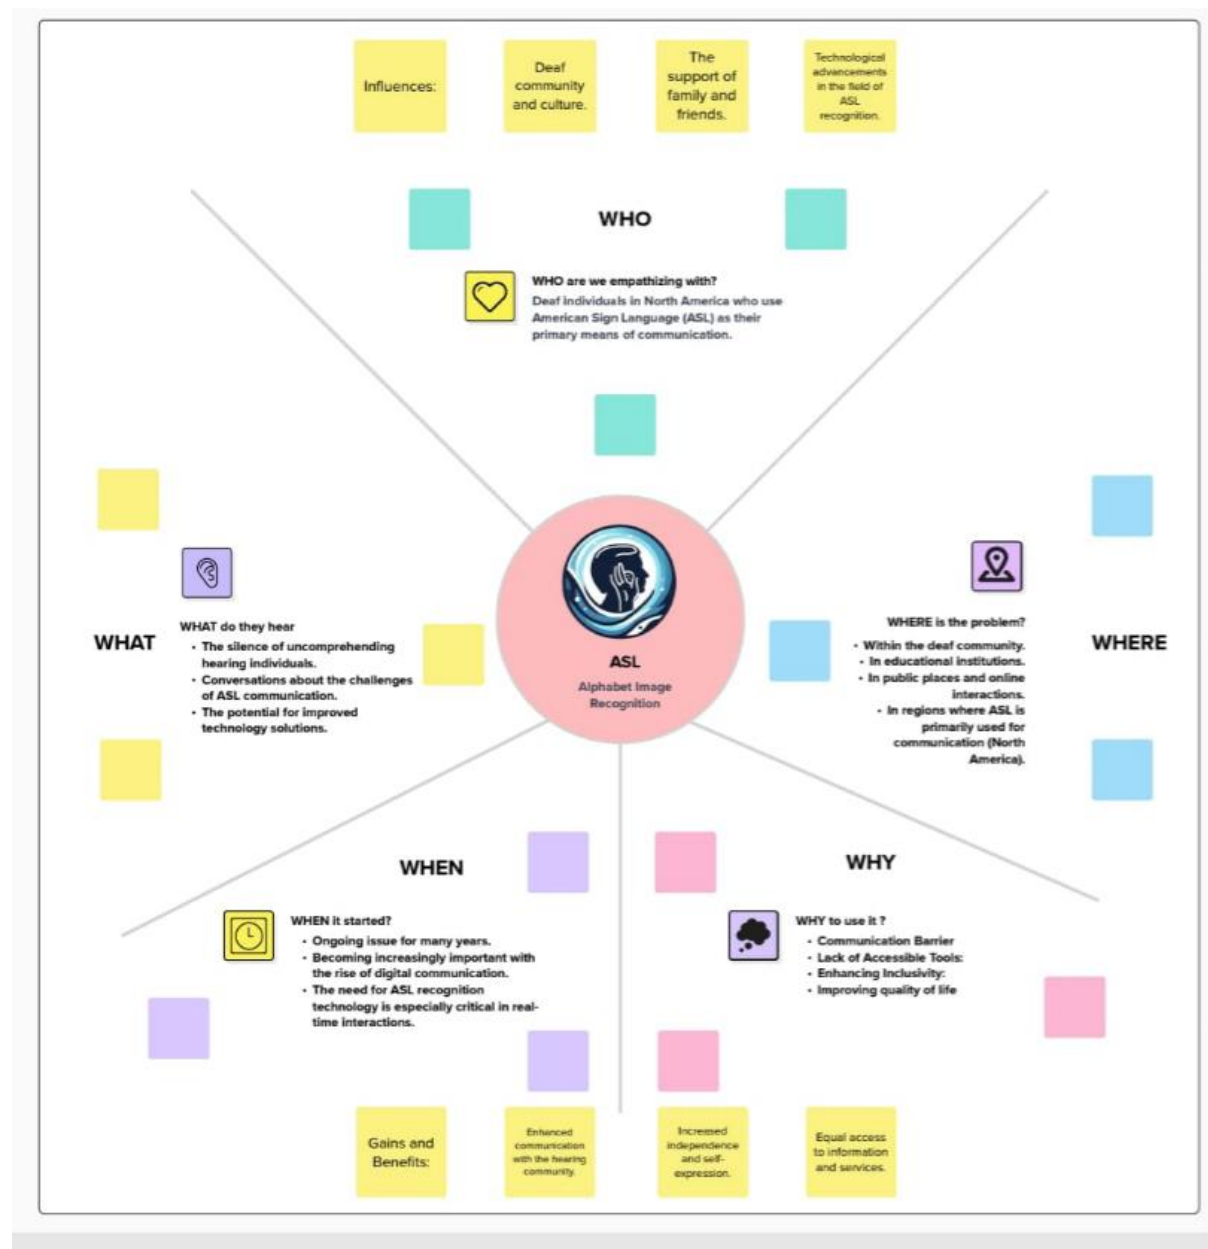 Influences:
Deaf
community
and culture.
The
support of
family and
friends.
Technological
advancements
in the field of
ASL
recognition.
WHO
WHO are we empathizing with?
Deaf individuals in North America who use
American Sign Language (ASL) as their
primary means of communication.
WHAT
WHAT do they hear
• The silence of uncomprehending
hearing individuals.
• Conversations about the challenges
of ASL communication.
• The potential for improved
technology solutions.
ASL
Alphabet Image
Recognition
WHERE is the problem?
• Within the deaf community.
• In educational institutions.
• In public places and online
interactions.
• In regions where ASL is
primarily used for
communication (North
America).
WHERE
WHEN
WHEN it started?
• Ongoing issue for many years.
• Becoming increasingly important with
the rise of digital communication.
• The need for ASL recognition
technology is especially critical in real-
time interactions.
WHY
WHY to use it ?
• Communication Barrier
• Lack of Accessible Tools:
• Enhancing Inclusivity:
• Improving quality of life
Gains and
Benefits:
Enhanced
communication
with the hearing
community.
Increased
independence
and self-
expression.
Equal access
to information
and services.